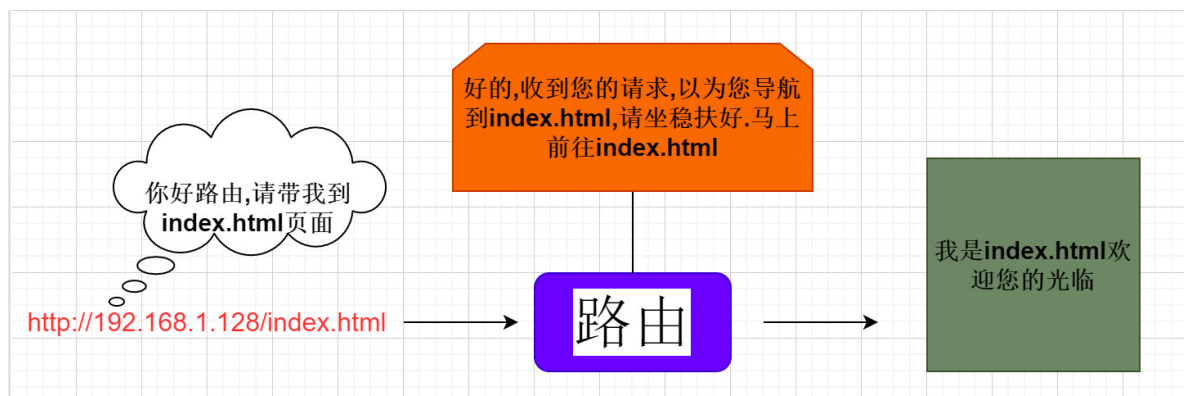 好的,收到您的请求,以为您导航
到index.html,请坐稳扶好.马上
前往index.html
你好路由,请带我到
index.html页面
http://192.168.1.128/index.html
路由
我是index.html欢
迎您的光临